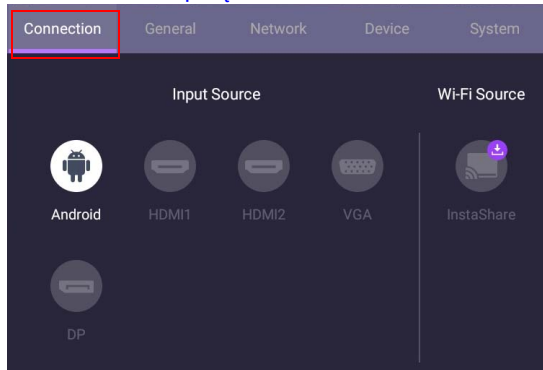 Connection General Network Device System
Input Source Wi-Fi Source
Android HDMI1 HDMI2 VGA InstaShare
DP